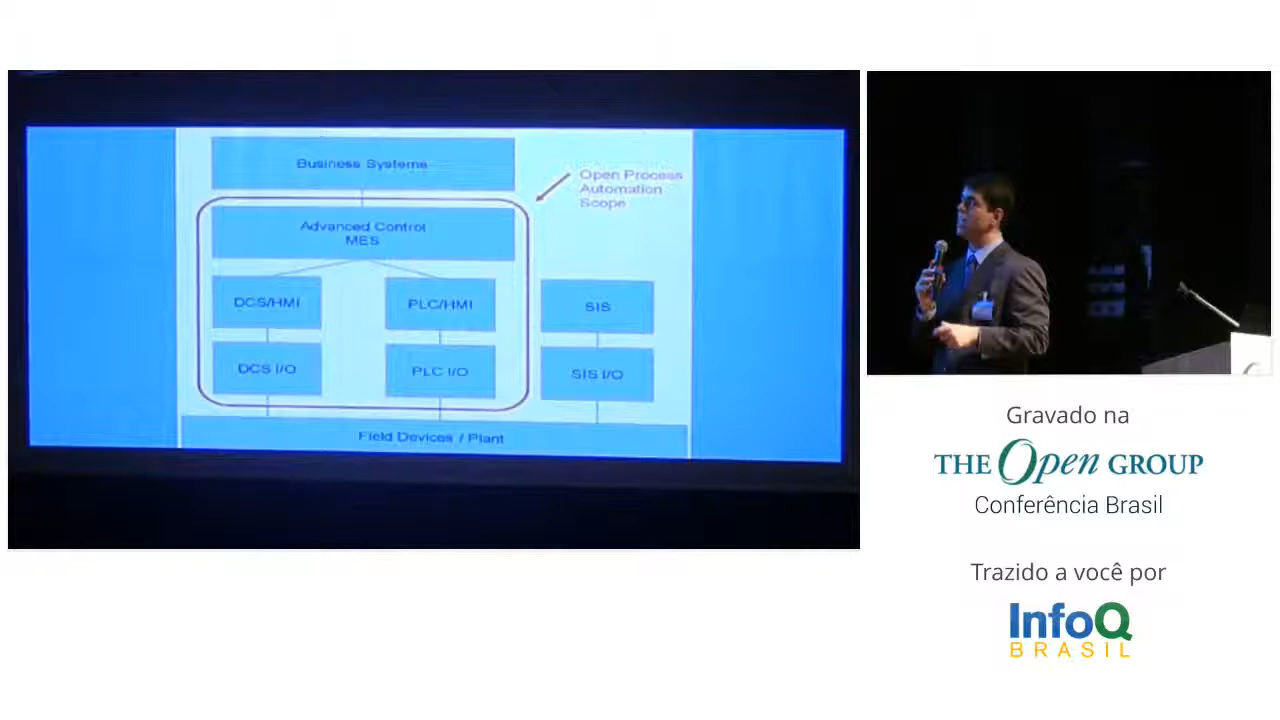 Business Systems
Open Process
Automation
Scope
Advanced Control
MES
DCS/HMI
PLC/HMI
SIS
DCS I/O
PLC I/O
SIS I/O
Field Devices / Plant
Gravado na
THE Open GROUP
Conferência Brasil
Trazido a você por
InfoQ
BRASIL